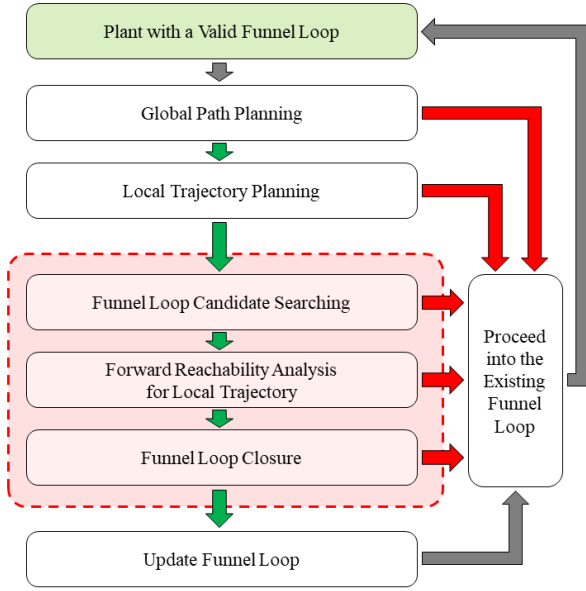 Plant with a Valid Funnel Loop
Global Path Planning
Local Trajectory Planning
Funnel Loop Candidate Searching
Forward Reachability Analysis
for Local Trajectory
Funnel Loop Closure
Update Funnel Loop
Proceed
into the
Existing
Funnel
Loop